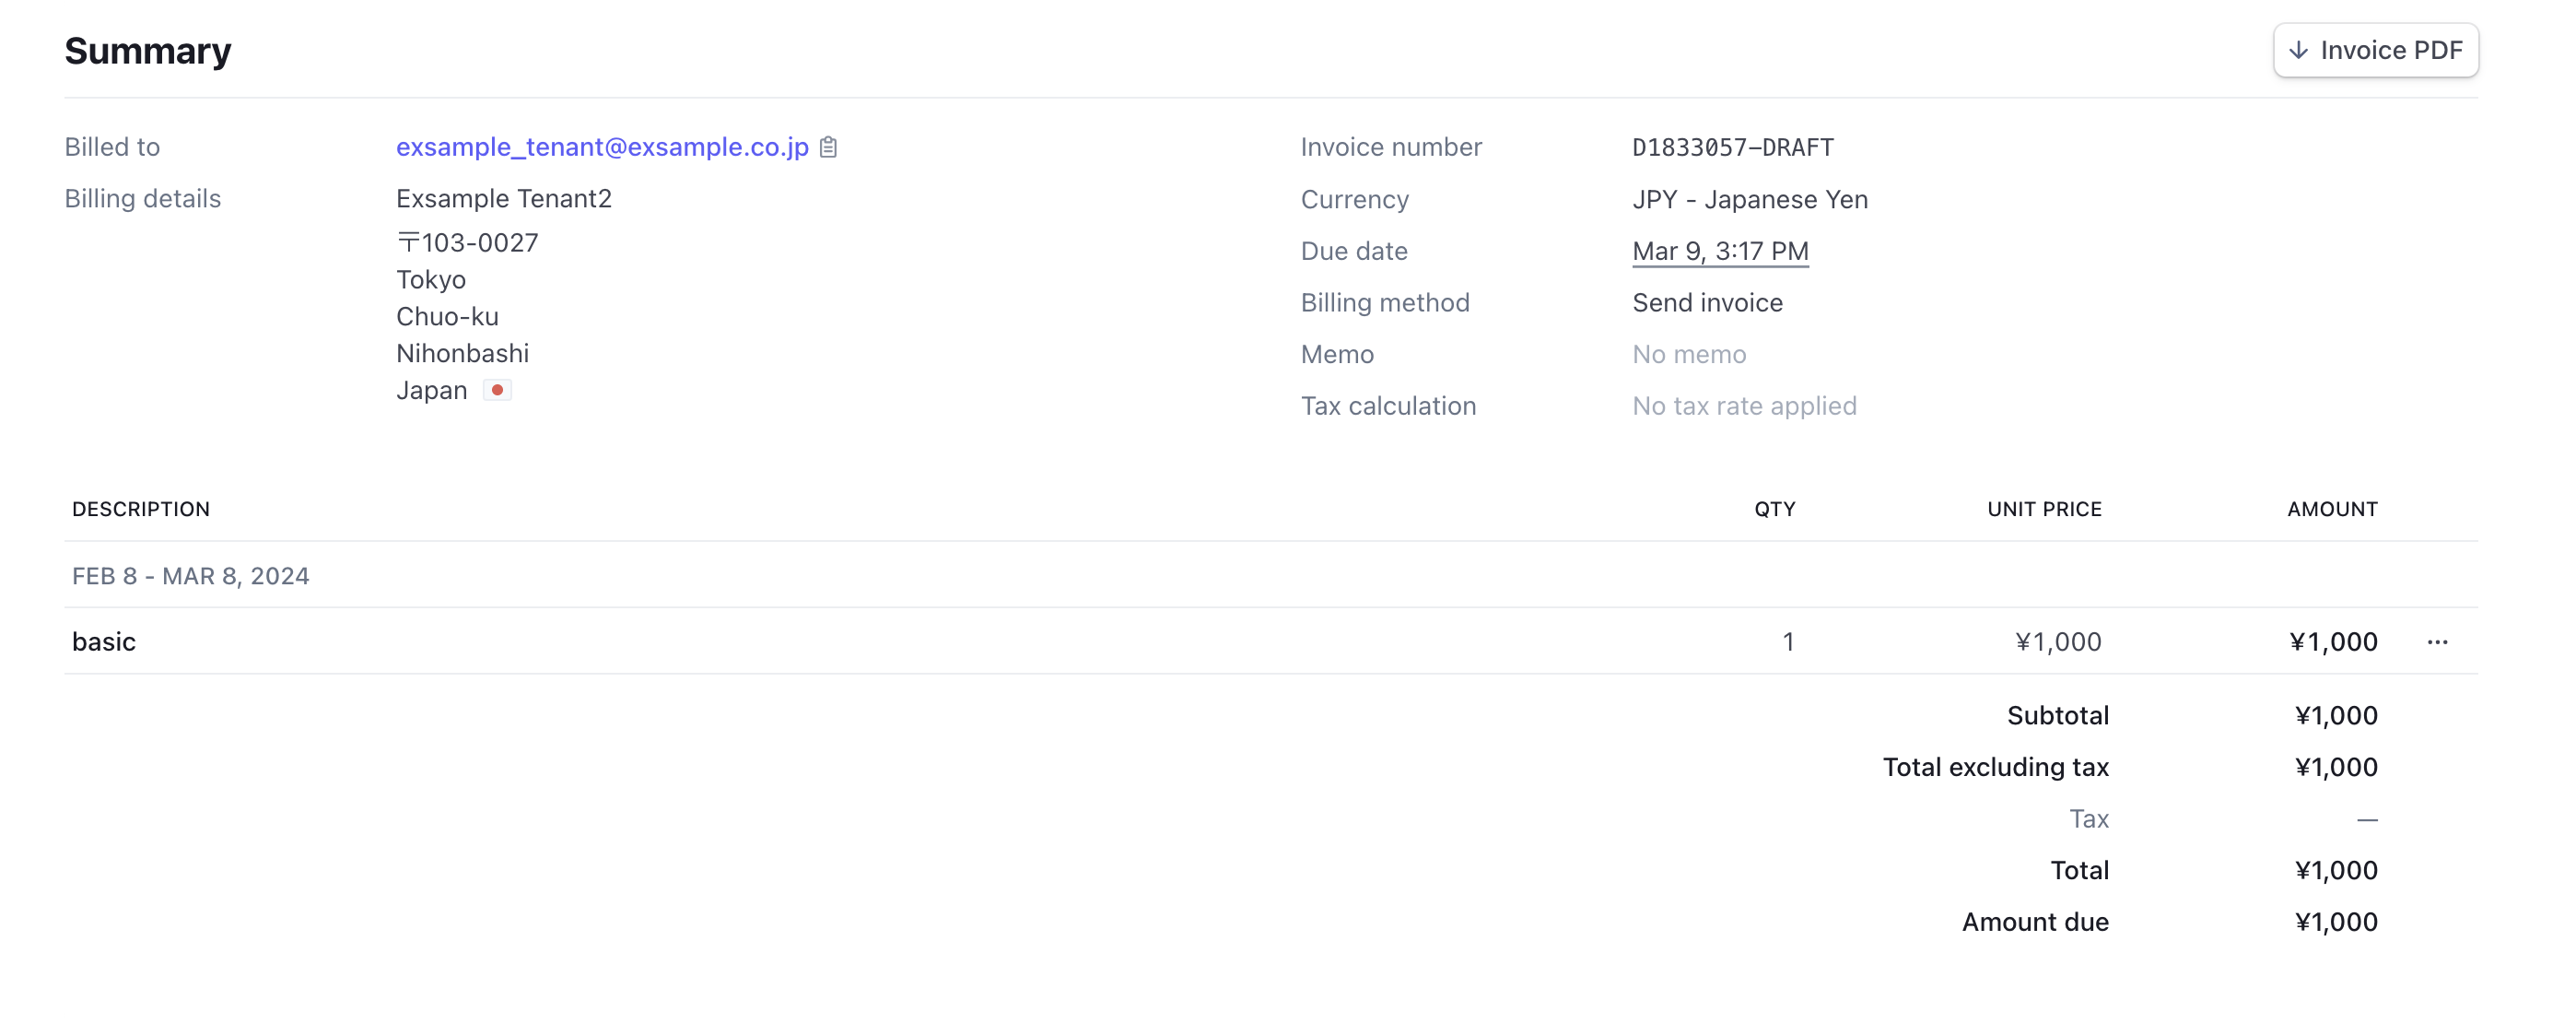 Summary
Invoice PDF
Billed to exsample_tenant@exsample.co.jp
Billing details Exsample Tenant2
〒103-0027
Tokyo
Chuo-ku
Nihonbashi
Japan
Invoice number D1833057–DRAFT
Currency JPY - Japanese Yen
Due date Mar 9, 3:17 PM
Billing method Send invoice
Memo No memo
Tax calculation No tax rate applied
DESCRIPTION QTY UNIT PRICE AMOUNT
FEB 8 - MAR 8, 2024
basic 1 ¥1,000 ¥1,000
Subtotal ¥1,000
Total excluding tax ¥1,000
Tax —
Total ¥1,000
Amount due ¥1,000